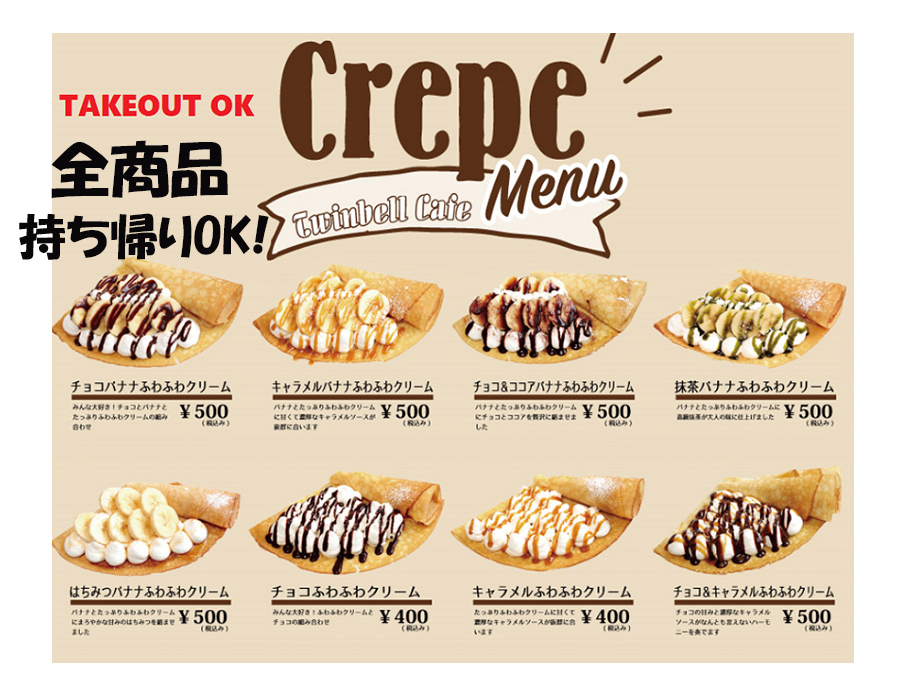 Crepe
TAKEOUT OK
全商品
持ち帰りOK!
Twinbell Cafe Menu
チョコバナナふわふわクリーム
みんな大好き！チョコとバナナと
たっぷりふわふわクリームの組み
合わせ
¥500
(税込み)
キャラメルバナナふわふわクリーム
バナナとたっぷりふわふわクリーム
に甘くて濃厚なキャラメルソースが
抜群に合います
¥500
(税込み)
チョコ&ココアバナナふわふわクリーム
バナナとたっぷりふわふわクリーム
にチョコとココアを贅沢に絡ませま
した
¥500
(税込み)
抹茶バナナふわふわクリーム
バナナとたっぷりふわふわクリームに
高級抹茶が大人の味に仕上げました
¥500
(税込み)
はちみつバナナふわふわクリーム
バナナとたっぷりふわふわクリーム
にまろやかな甘みのはちみつを絡ませ
ました
¥500
(税込み)
チョコふわふわクリーム
みんな大好き！ふわふわクリームと
チョコの組み合わせ
¥400
(税込み)
キャラメルふわふわクリーム
たっぷりふわふわクリームに甘くて
濃厚なキャラメルソースが抜群に合
います
¥400
(税込み)
チョコ&キャラメルふわふわクリーム
チョコの甘みと濃厚なキャラメル
ソースがなんとも言えないハーモ
ニーを奏でます
¥500
(税込み)